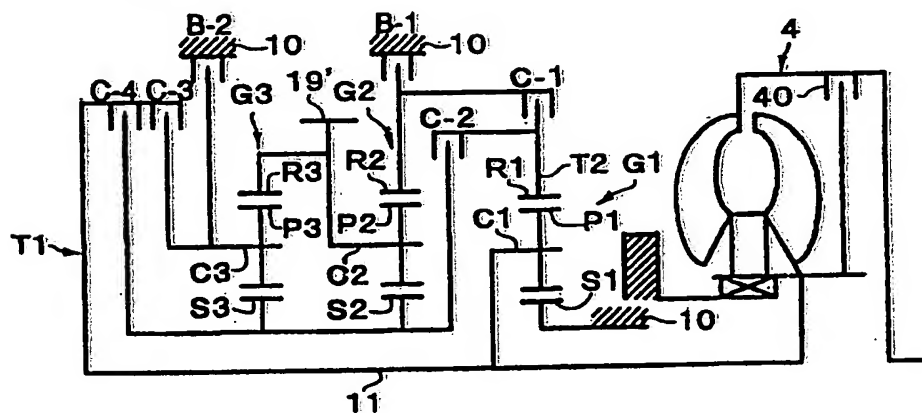 B-2
10
B-1
10
4
C-4
C-3
19'
C-1
40
G3
G2
C-2
R3
R2
R1
T2
G1
P3
P2
C1
P1
T1
C3
C2
S3
S2
S1
10
11